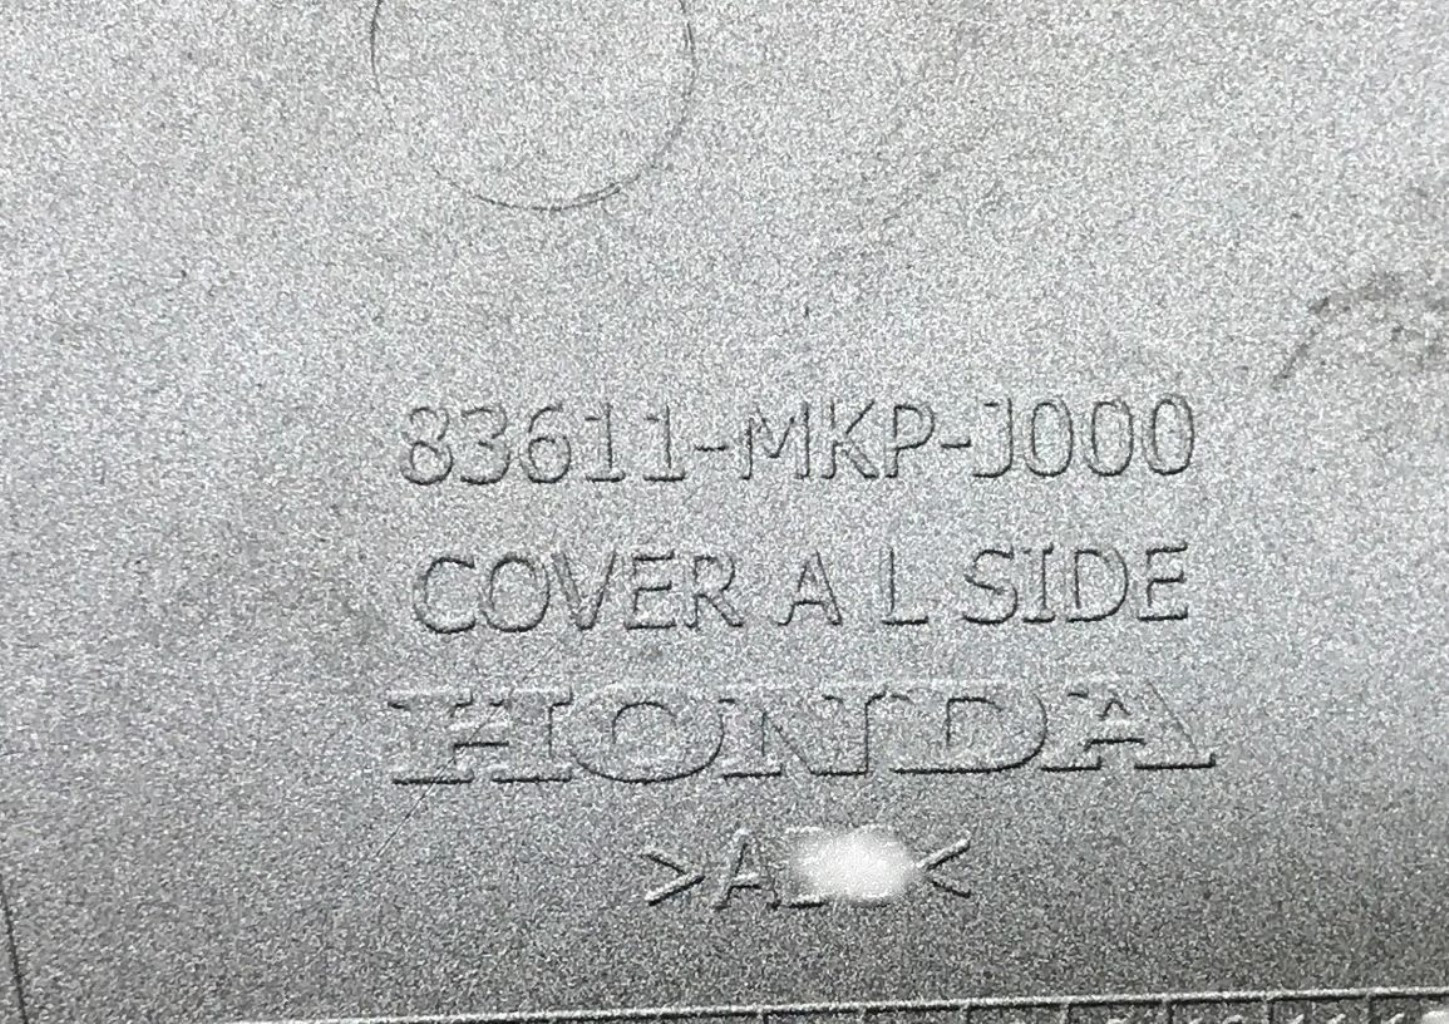 83611-MKP-J000
COVER A L SIDE
HONDA